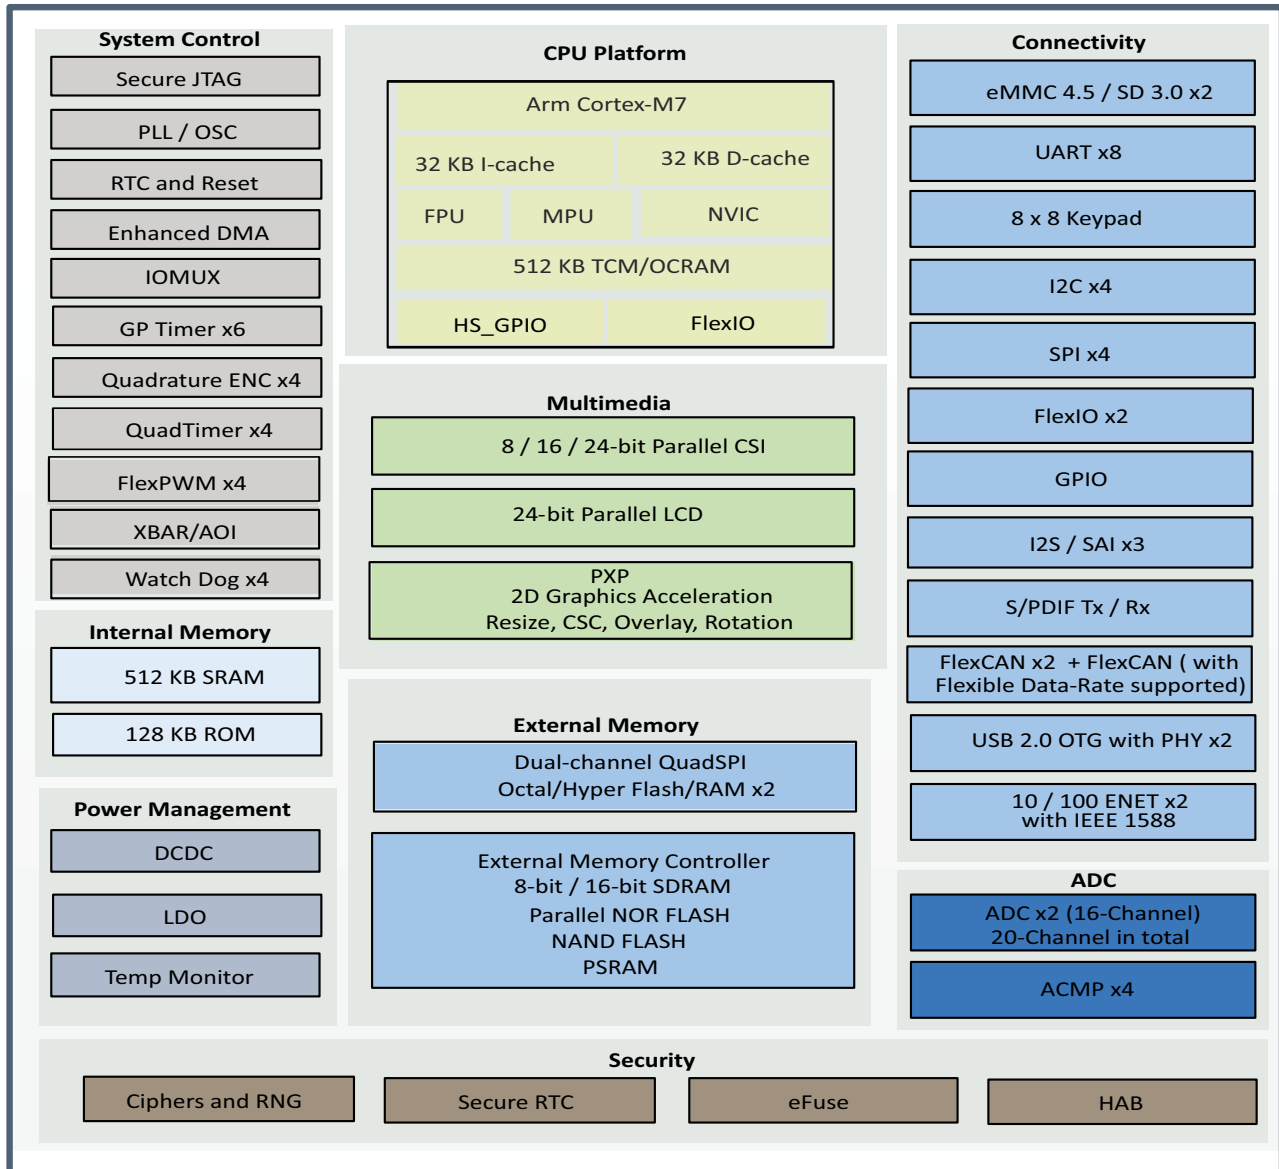 System Control
Secure JTAG
PLL / OSC
RTC and Reset
Enhanced DMA
IOMUX
GP Timer x6
Quadrature ENC x4
QuadTimer x4
FlexPWM x4
XBAR/AOI
Watch Dog x4
Internal Memory
512 KB SRAM
128 KB ROM
Power Management
DCDC
LDO
Temp Monitor
CPU Platform
Arm Cortex-M7
32 KB I-cache
32 KB D-cache
FPU
MPU
NVIC
512 KB TCM/OCRAM
HS_GPIO
FlexIO
Multimedia
8 / 16 / 24-bit Parallel CSI
24-bit Parallel LCD
PXP
2D Graphics Acceleration
Resize, CSC, Overlay, Rotation
External Memory
Dual-channel QuadSPI
Octal/Hyper Flash/RAM x2
External Memory Controller
8-bit / 16-bit SDRAM
Parallel NOR FLASH
NAND FLASH
PSRAM
Connectivity
eMMC 4.5 / SD 3.0 x2
UART x8
8 x 8 Keypad
I2C x4
SPI x4
FlexIO x2
GPIO
I2S / SAI x3
S/PDIF Tx / Rx
FlexCAN x2 + FlexCAN ( with
Flexible Data-Rate supported)
USB 2.0 OTG with PHY x2
10 / 100 ENET x2
with IEEE 1588
ADC
ADC x2 (16-Channel)
20-Channel in total
ACMP x4
Security
Ciphers and RNG
Secure RTC
eFuse
HAB